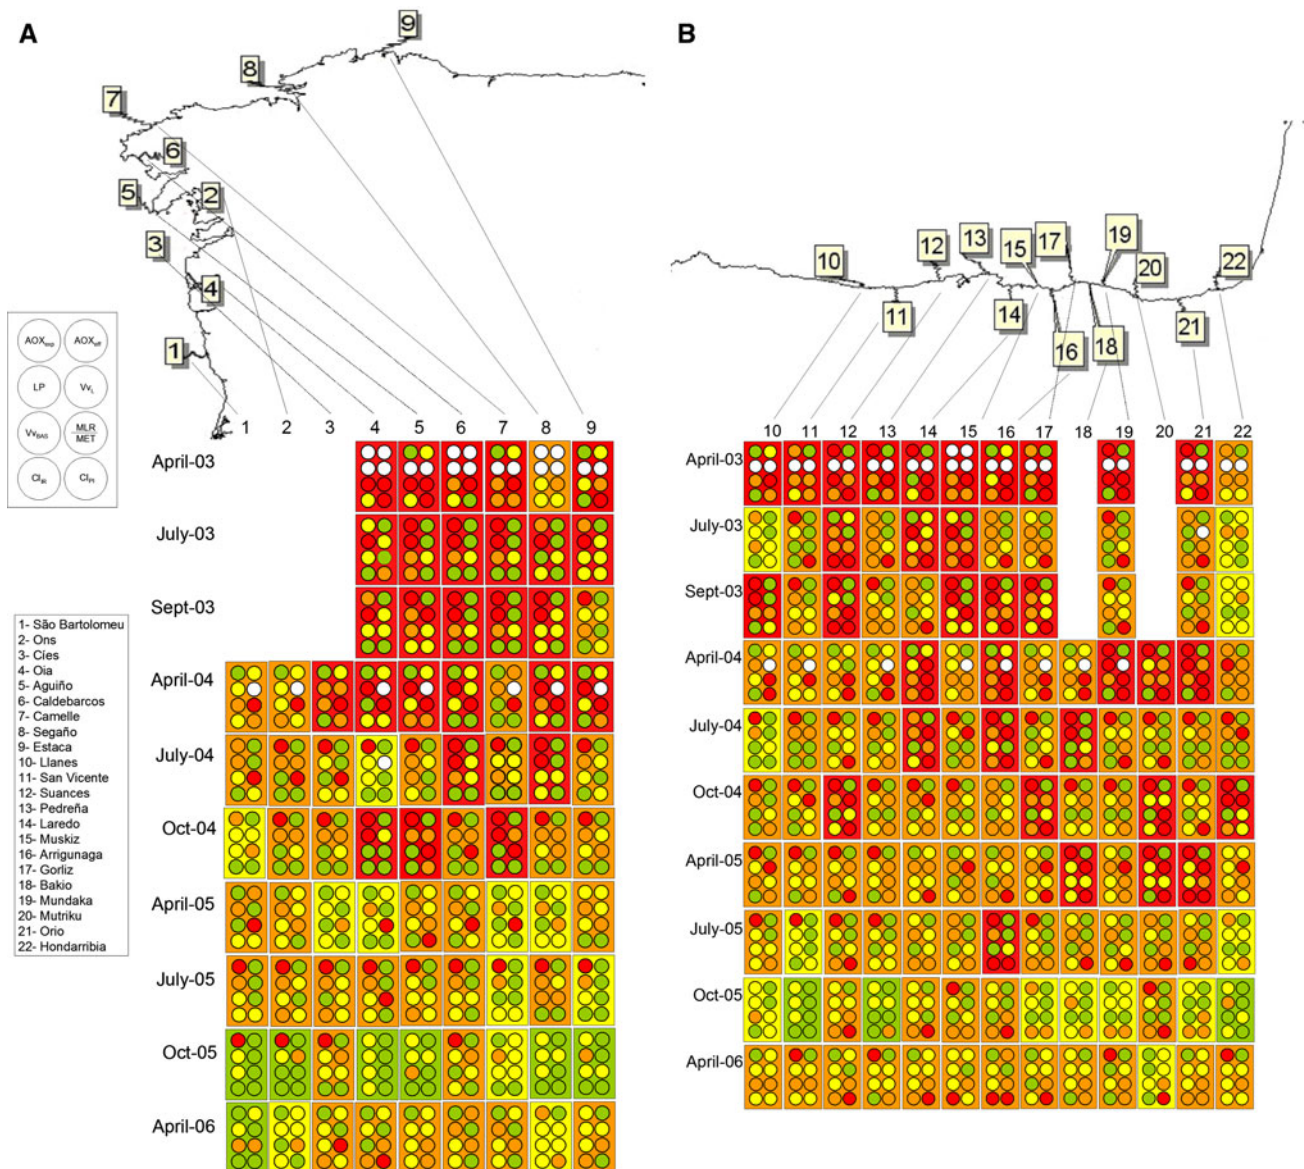 A
9
8
7
6
5
2
3
4
1
AOXexp AOXeff
LP VvL
VvBAS MLR/MET
CIIR CIPI
1 2 3 4 5 6 7 8 9
April-03
July-03
Sept-03
April-04
July-04
Oct-04
April-05
July-05
Oct-05
April-06
1- São Bartolomeu
2- Ons
3- Cíes
4- Oia
5- Aguiño
6- Caldebarcos
7- Camelle
8- Segaño
9- Estaca
10- Llanes
11- San Vicente
12- Suances
13- Pedreña
14- Laredo
15- Muskiz
16- Arrigunaga
17- Gorliz
18- Bakio
19- Mundaka
20- Mutriku
21- Orio
22- Hondarribia
B
10
12
13
15
17
19
20
22
11
14
16
18
21
10 11 12 13 14 15 16 17 18 19 20 21 22
April-03
July-03
Sept-03
April-04
July-04
Oct-04
April-05
July-05
Oct-05
April-06